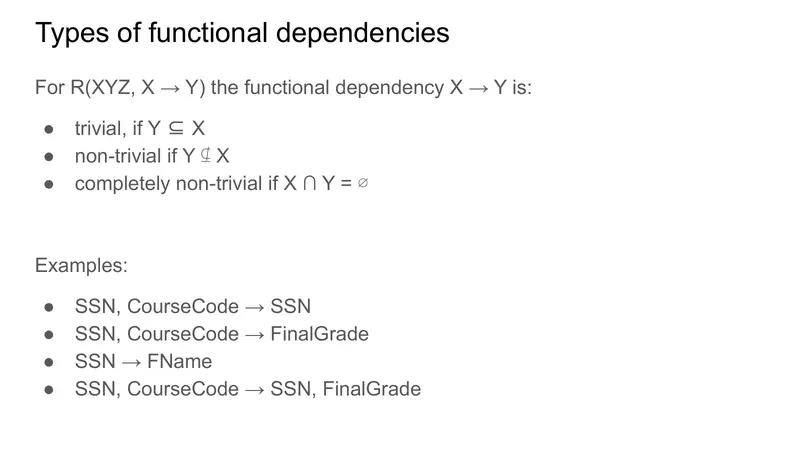 Types of functional dependencies
For R(XYZ, X → Y) the functional dependency X → Y is:
● trivial, if Y ⊆ X
● non-trivial if Y ⊈ X
● completely non-trivial if X ∩ Y = ∅
Examples:
● SSN, CourseCode → SSN
● SSN, CourseCode → FinalGrade
● SSN → FName
● SSN, CourseCode → SSN, FinalGrade